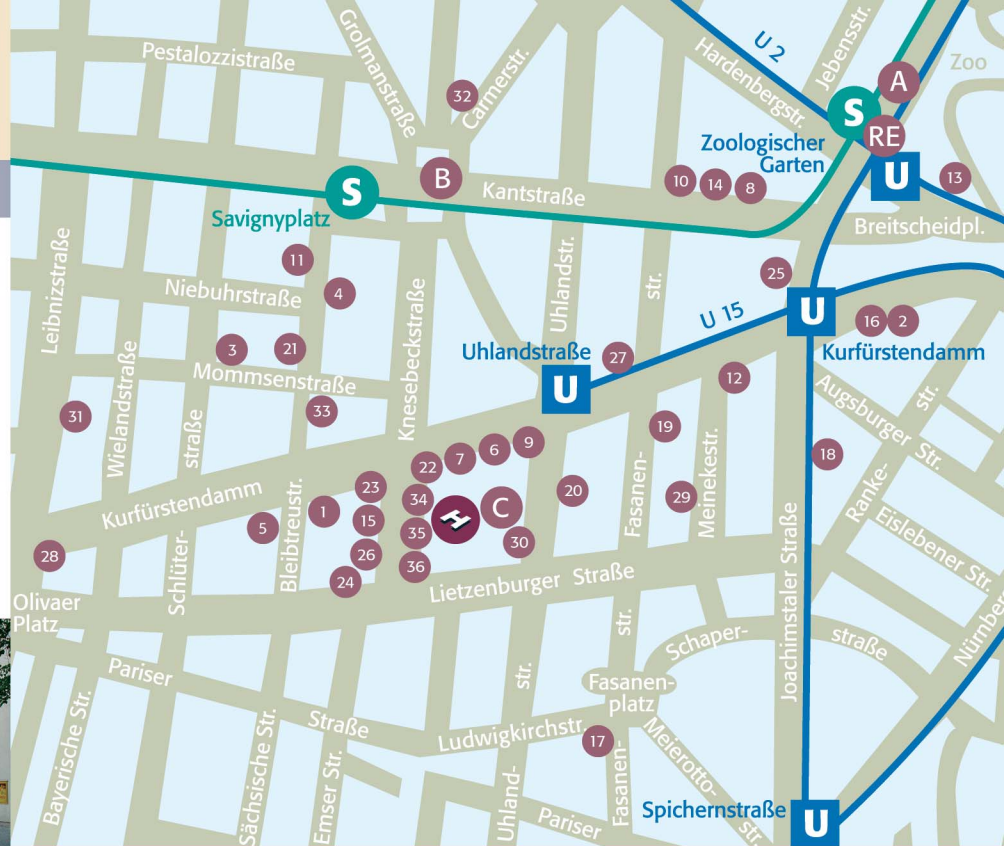 Pestalozzistraße
Grolmanstraße
32
Carmerstr.
Hardenbergstr.
U 2
Jebensstr.
Zoo
A
S
RE
Zoologischer
Garten
U
13
S
B
Kantstraße
10
14
8
Savignyplatz
Breitscheidpl.
Leibnizstraße
11
Niebuhrstraße
4
Knesebeckstraße
Uhlandstr.
str.
25
U 15
U
16
2
Kurfürstendamm
3
21
Mommsenstraße
Uhlandstraße
U
27
12
Augsburger Str.
str.
31
Wielandstraße
straße
33
22
7
6
9
19
Fasanen-
Meinekestr.
18
Ranke-
Kurfürstendamm
23
34
H
C
20
29
5
1
15
35
30
Eislebener Str.
28
Schlüter-
Bleibtreustr.
26
36
24
Lietzenburger Straße
Olivaer
Platz
Joachimstaler Straße
Nürnberg
str.
Schaper-
straße
Pariser
Straße
str.
Fasanen-
platz
Bayerische Str.
Sächsische Str.
Emser Str.
Ludwigkirchstr.
17
Uhland-
Fasanen-
Meierotto-
str.
Pariser
Spichernstraße
U